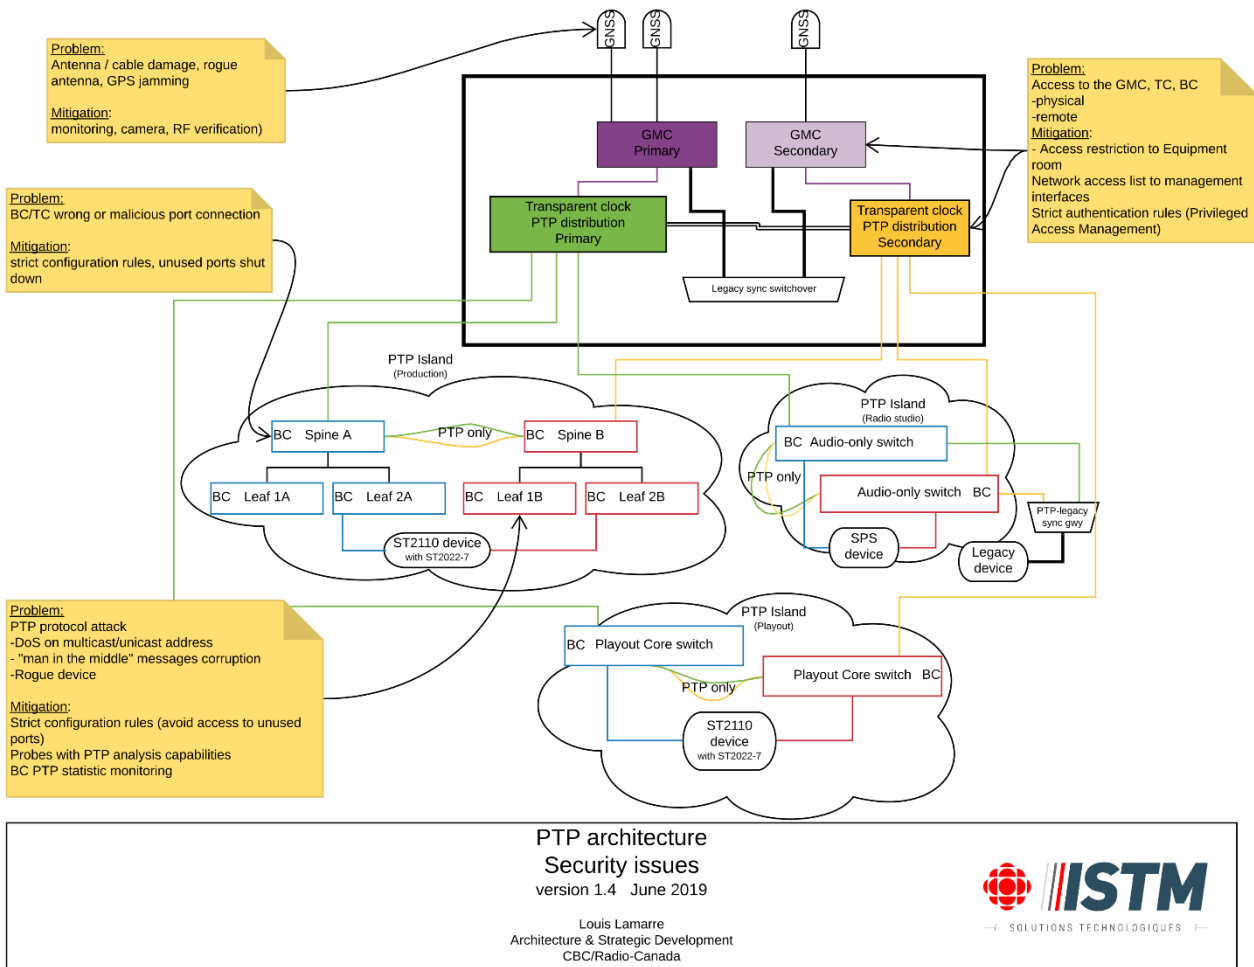 GNSS
GNSS
GNSS
Problem:
Antenna / cable damage, rogue
antenna, GPS jamming
Mitigation:
monitoring, camera, RF verification)
Problem:
Access to the GMC, TC, BC
-physical
-remote
Mitigation:
- Access restriction to Equipment
room
Network access list to management
interfaces
Strict authentication rules (Privileged
Access Management)
GMC
Primary
GMC
Secondary
Problem:
BC/TC wrong or malicious port connection
Mitigation:
strict configuration rules, unused ports shut
down
Transparent clock
PTP distribution
Primary
Transparent clock
PTP distribution
Secondary
Legacy sync switchover
PTP Island
(Production)
BC Spine A
PTP only
BC Spine B
BC Leaf 1A
BC Leaf 2A
BC Leaf 1B
BC Leaf 2B
ST2110 device
with ST2022-7
PTP Island
(Radio studio)
BC Audio-only switch
PTP only
Audio-only switch BC
SPS
device
Legacy
device
PTP-legacy
sync gwy
Problem:
PTP protocol attack
-DoS on multicast/unicast address
- "man in the middle" messages corruption
-Rogue device
Mitigation:
Strict configuration rules (avoid access to unused
ports)
Probes with PTP analysis capabilities
BC PTP statistic monitoring
PTP Island
(Playout)
BC Playout Core switch
PTP only
Playout Core switch BC
ST2110
device
with ST2022-7
PTP architecture
Security issues
version 1.4 June 2019
Louis Lamarre
Architecture & Strategic Development
CBC/Radio-Canada
ISTM
SOLUTIONS TECHNOLOGIQUES